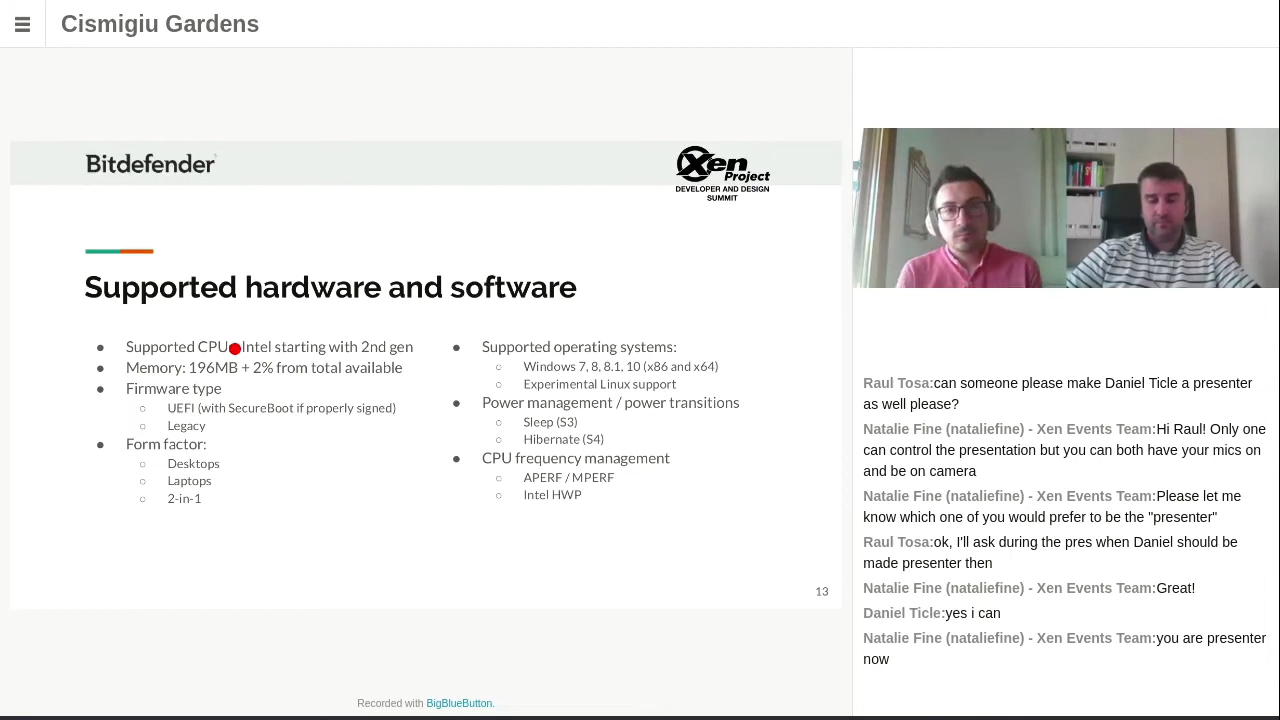 Cismigiu Gardens
Bitdefender
Xen
Project
DEVELOPER AND DESIGN
SUMMIT
Supported hardware and software
● Supported CPU Intel starting with 2nd gen
● Memory: 196MB + 2% from total available
● Firmware type
○ UEFI (with SecureBoot if properly signed)
○ Legacy
● Form factor:
○ Desktops
○ Laptops
○ 2-in-1
● Supported operating systems:
○ Windows 7, 8, 8.1, 10 (x86 and x64)
○ Experimental Linux support
● Power management / power transitions
○ Sleep (S3)
○ Hibernate (S4)
● CPU frequency management
○ APERF / MPERF
○ Intel HWP
13
Raul Tosa:can someone please make Daniel Ticle a presenter
as well please?
Natalie Fine (nataliefine) - Xen Events Team:Hi Raul! Only one
can control the presentation but you can both have your mics on
and be on camera
Natalie Fine (nataliefine) - Xen Events Team:Please let me
know which one of you would prefer to be the "presenter"
Raul Tosa:ok, I'll ask during the pres when Daniel should be
made presenter then
Natalie Fine (nataliefine) - Xen Events Team:Great!
Daniel Ticle:yes i can
Natalie Fine (nataliefine) - Xen Events Team:you are presenter
now
Recorded with BigBlueButton.